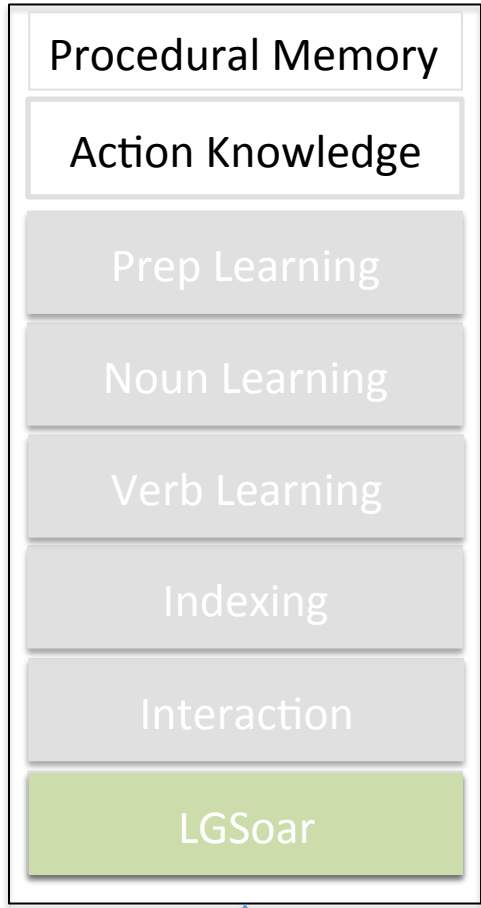 Procedural Memory
Action Knowledge
Prep Learning
Noun Learning
Verb Learning
Indexing
Interaction
LGSoar